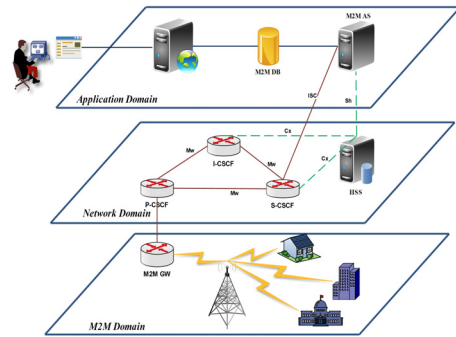 M2M AS
M2M DB
Application Domain
ISC
Sh
Cx
I-CSCF
Mw
Mw
Cx
HSS
P-CSCF
Mw
S-CSCF
Network Domain
M2M GW
M2M Domain